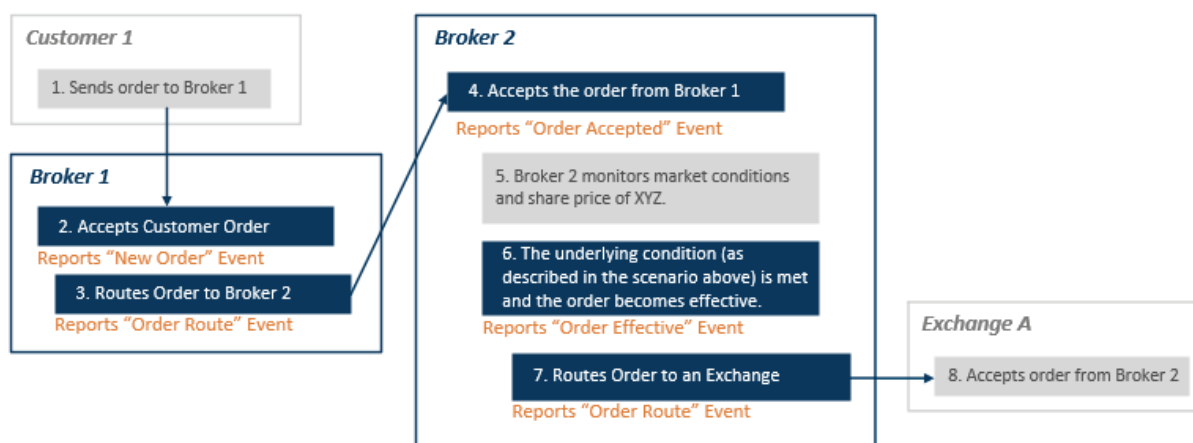 Customer 1
1. Sends order to Broker 1
Broker 1
2. Accepts Customer Order
Reports “New Order” Event
3. Routes Order to Broker 2
Reports “Order Route” Event
Broker 2
4. Accepts the order from Broker 1
Reports “Order Accepted” Event
5. Broker 2 monitors market conditions
and share price of XYZ.
6. The underlying condition (as
described in the scenario above) is met
and the order becomes effective.
Reports “Order Effective” Event
7. Routes Order to an Exchange
Reports “Order Route” Event
Exchange A
8. Accepts order from Broker 2